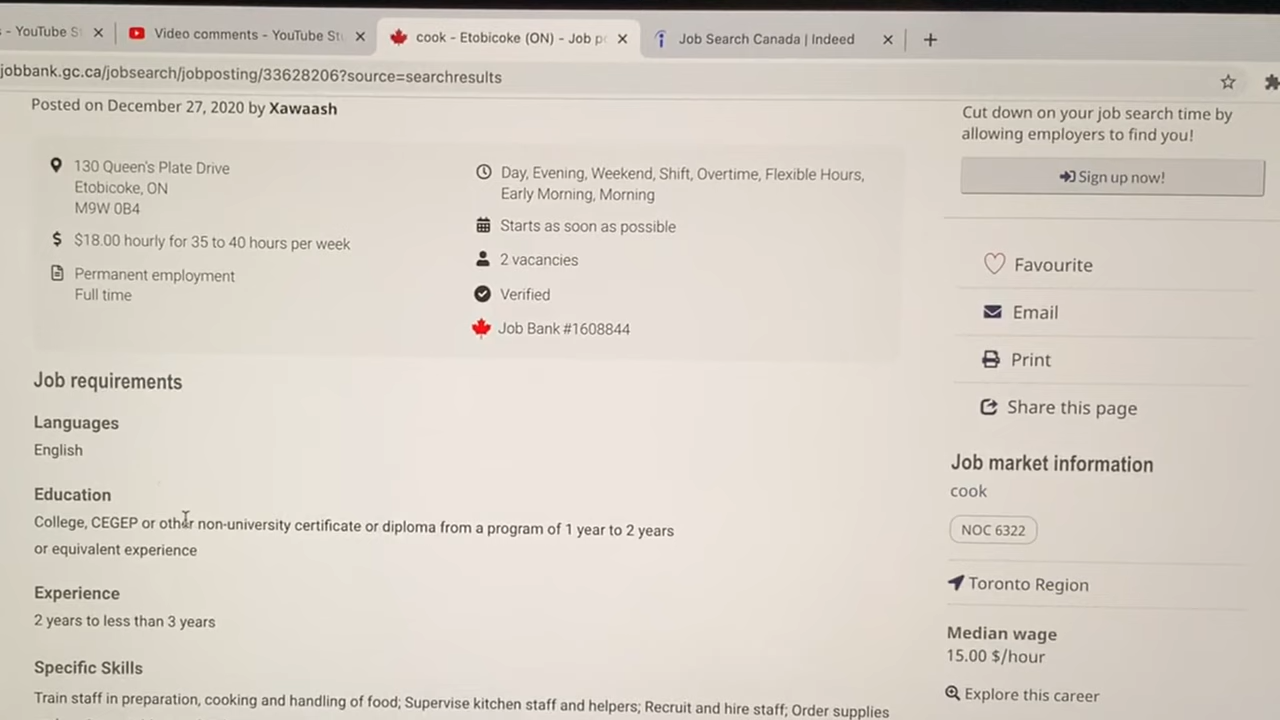 - YouTube S
Video comments - YouTube St
cook - Etobicoke (ON) - Job p
Job Search Canada | Indeed
jobbank.gc.ca/jobsearch/jobposting/33628206?source=searchresults
Posted on December 27, 2020 by Xawaash
130 Queen's Plate Drive
Etobicoke, ON
M9W 0B4
$18.00 hourly for 35 to 40 hours per week
Permanent employment
Full time
Day, Evening, Weekend, Shift, Overtime, Flexible Hours,
Early Morning, Morning
Starts as soon as possible
2 vacancies
Verified
Job Bank #1608844
Job requirements
Languages
English
Education
College, CEGEP or other non-university certificate or diploma from a program of 1 year to 2 years
or equivalent experience
Experience
2 years to less than 3 years
Specific Skills
Train staff in preparation, cooking and handling of food; Supervise kitchen staff and helpers; Recruit and hire staff; Order supplies
Cut down on your job search time by
allowing employers to find you!
Sign up now!
Favourite
Email
Print
Share this page
Job market information
cook
NOC 6322
Toronto Region
Median wage
15.00 $/hour
Explore this career